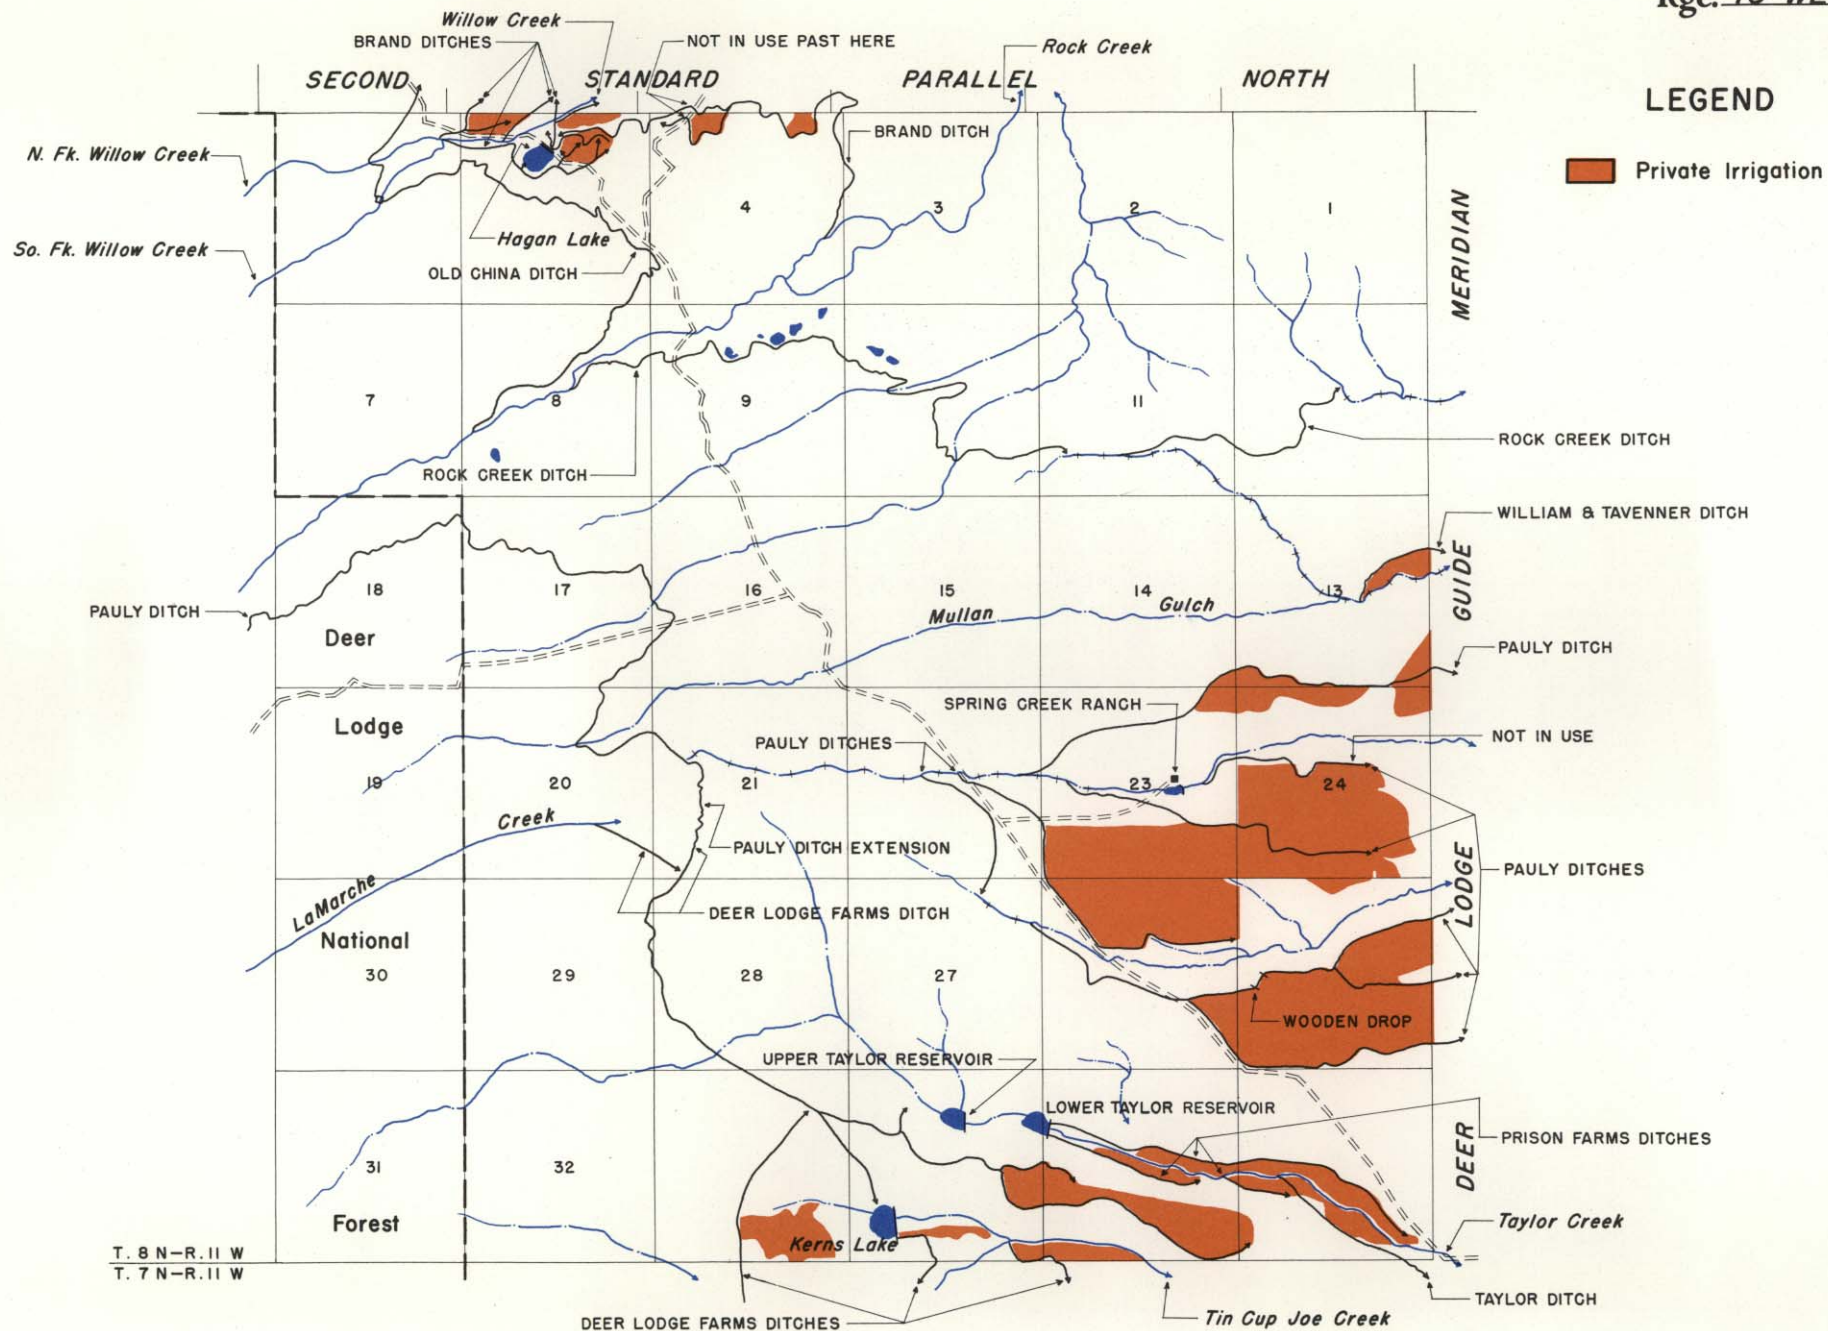 Willow Creek
BRAND DITCHES
NOT IN USE PAST HERE
Rock Creek
SECOND STANDARD PARALLEL NORTH
LEGEND
Private Irrigation
N. Fk. Willow Creek
BRAND DITCH
4
3
2
1
MERIDIAN
So. Fk. Willow Creek
Hagan Lake
OLD CHINA DITCH
7
8
9
11
ROCK CREEK DITCH
ROCK CREEK DITCH
WILLIAM & TAVENNER DITCH
GUIDE
18
17
16
15
14
13
PAULY DITCH
Mullan Gulch
Deer
PAULY DITCH
SPRING CREEK RANCH
Lodge
PAULY DITCHES
NOT IN USE
19
20
21
23
24
Creek
PAULY DITCH EXTENSION
PAULY DITCHES
LODGE
LaMarche
DEER LODGE FARMS DITCH
National
30
29
28
27
WOODEN DROP
UPPER TAYLOR RESERVOIR
LOWER TAYLOR RESERVOIR
PRISON FARMS DITCHES
DEER
31
32
Forest
Kerns Lake
Taylor Creek
T. 8 N-R. 11 W
T. 7 N-R. 11 W
TAYLOR DITCH
DEER LODGE FARMS DITCHES
Tin Cup Joe Creek